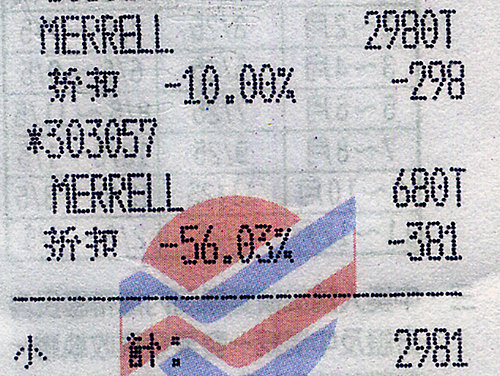 MERRELL 2980T
折扣 -10.00% -298
*303057
MERRELL 680T
折扣 -56.03% -381
小 計: 2981